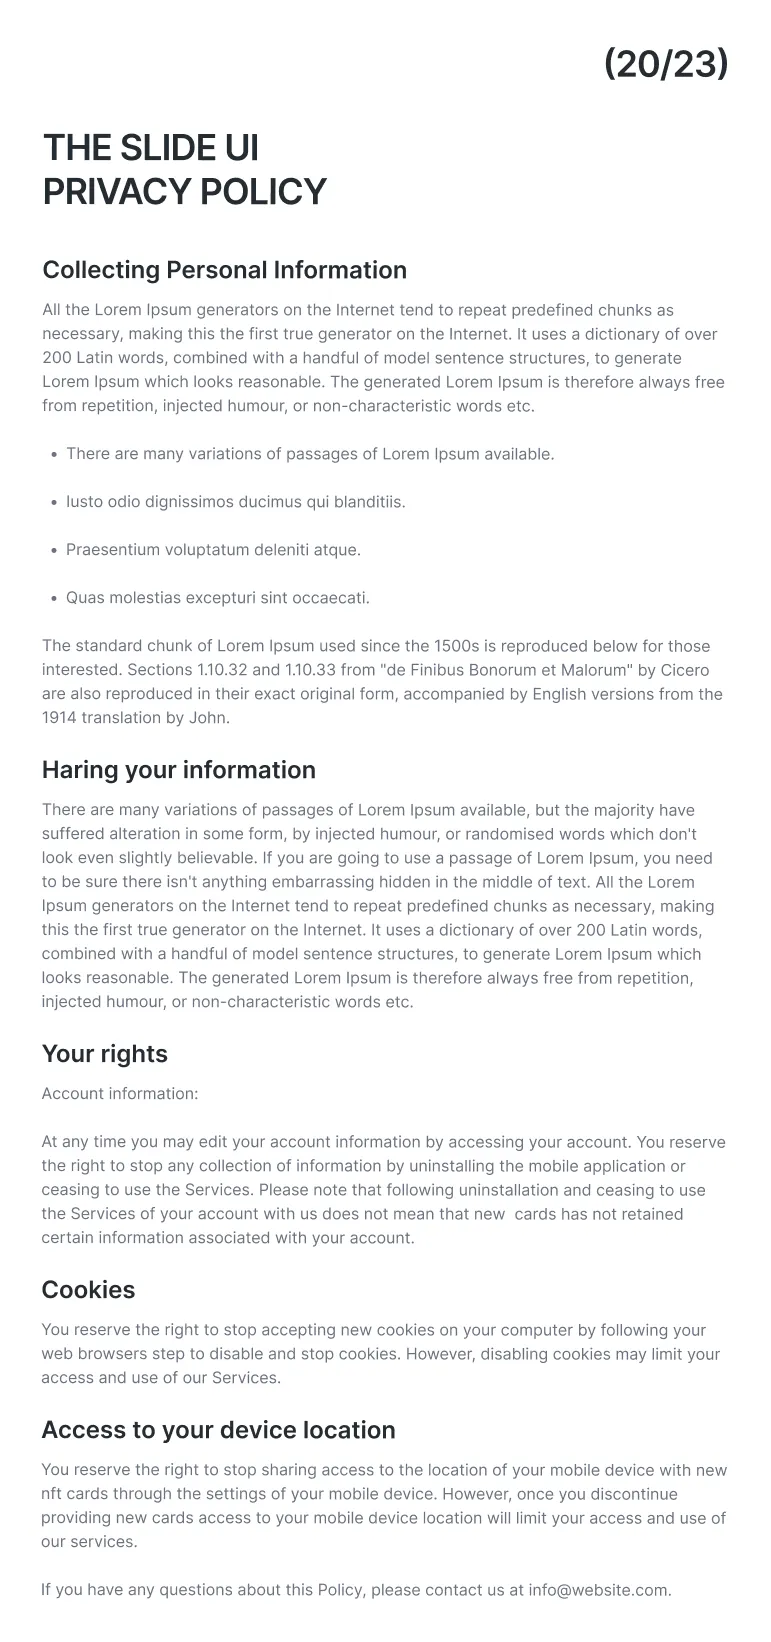 (20/23)
THE SLIDE UI
PRIVACY POLICY
Collecting Personal Information
All the Lorem Ipsum generators on the Internet tend to repeat predefined chunks as
necessary, making this the first true generator on the Internet. It uses a dictionary of over
200 Latin words, combined with a handful of model sentence structures, to generate
Lorem Ipsum which looks reasonable. The generated Lorem Ipsum is therefore always free
from repetition, injected humour, or non-characteristic words etc.
• There are many variations of passages of Lorem Ipsum available.
• Iusto odio dignissimos ducimus qui blanditiis.
• Praesentium voluptatum deleniti atque.
• Quas molestias excepturi sint occaecati.
The standard chunk of Lorem Ipsum used since the 1500s is reproduced below for those
interested. Sections 1.10.32 and 1.10.33 from "de Finibus Bonorum et Malorum" by Cicero
are also reproduced in their exact original form, accompanied by English versions from the
1914 translation by John.
Haring your information
There are many variations of passages of Lorem Ipsum available, but the majority have
suffered alteration in some form, by injected humour, or randomised words which don't
look even slightly believable. If you are going to use a passage of Lorem Ipsum, you need
to be sure there isn't anything embarrassing hidden in the middle of text. All the Lorem
Ipsum generators on the Internet tend to repeat predefined chunks as necessary, making
this the first true generator on the Internet. It uses a dictionary of over 200 Latin words,
combined with a handful of model sentence structures, to generate Lorem Ipsum which
looks reasonable. The generated Lorem Ipsum is therefore always free from repetition,
injected humour, or non-characteristic words etc.
Your rights
Account information:
At any time you may edit your account information by accessing your account. You reserve
the right to stop any collection of information by uninstalling the mobile application or
ceasing to use the Services. Please note that following uninstallation and ceasing to use
the Services of your account with us does not mean that new  cards has not retained
certain information associated with your account.
Cookies
You reserve the right to stop accepting new cookies on your computer by following your
web browsers step to disable and stop cookies. However, disabling cookies may limit your
access and use of our Services.
Access to your device location
You reserve the right to stop sharing access to the location of your mobile device with new
nft cards through the settings of your mobile device. However, once you discontinue
providing new cards access to your mobile device location will limit your access and use of
our services.
If you have any questions about this Policy, please contact us at info@website.com.